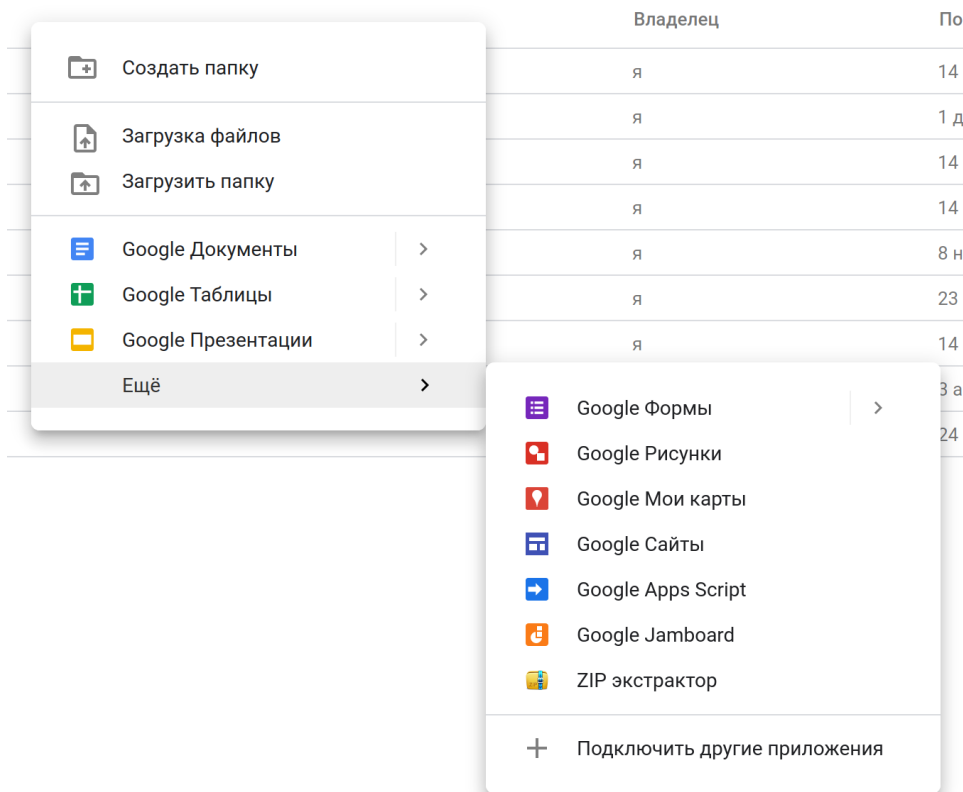 Владелец
По
Создать папку
я
14
Загрузка файлов
я
1 д
Загрузить папку
я
14
я
14
Google Документы
я
8 н
Google Таблицы
я
23
Google Презентации
я
14
Ещё
3 а
24
Google Формы
Google Рисунки
Google Мои карты
Google Сайты
Google Apps Script
Google Jamboard
ZIP экстрактор
Подключить другие приложения